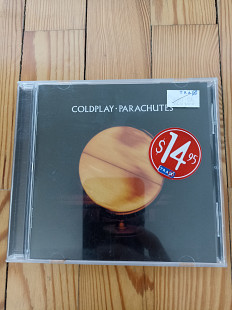 COLDPLAY · PARACHUTES
$14.95